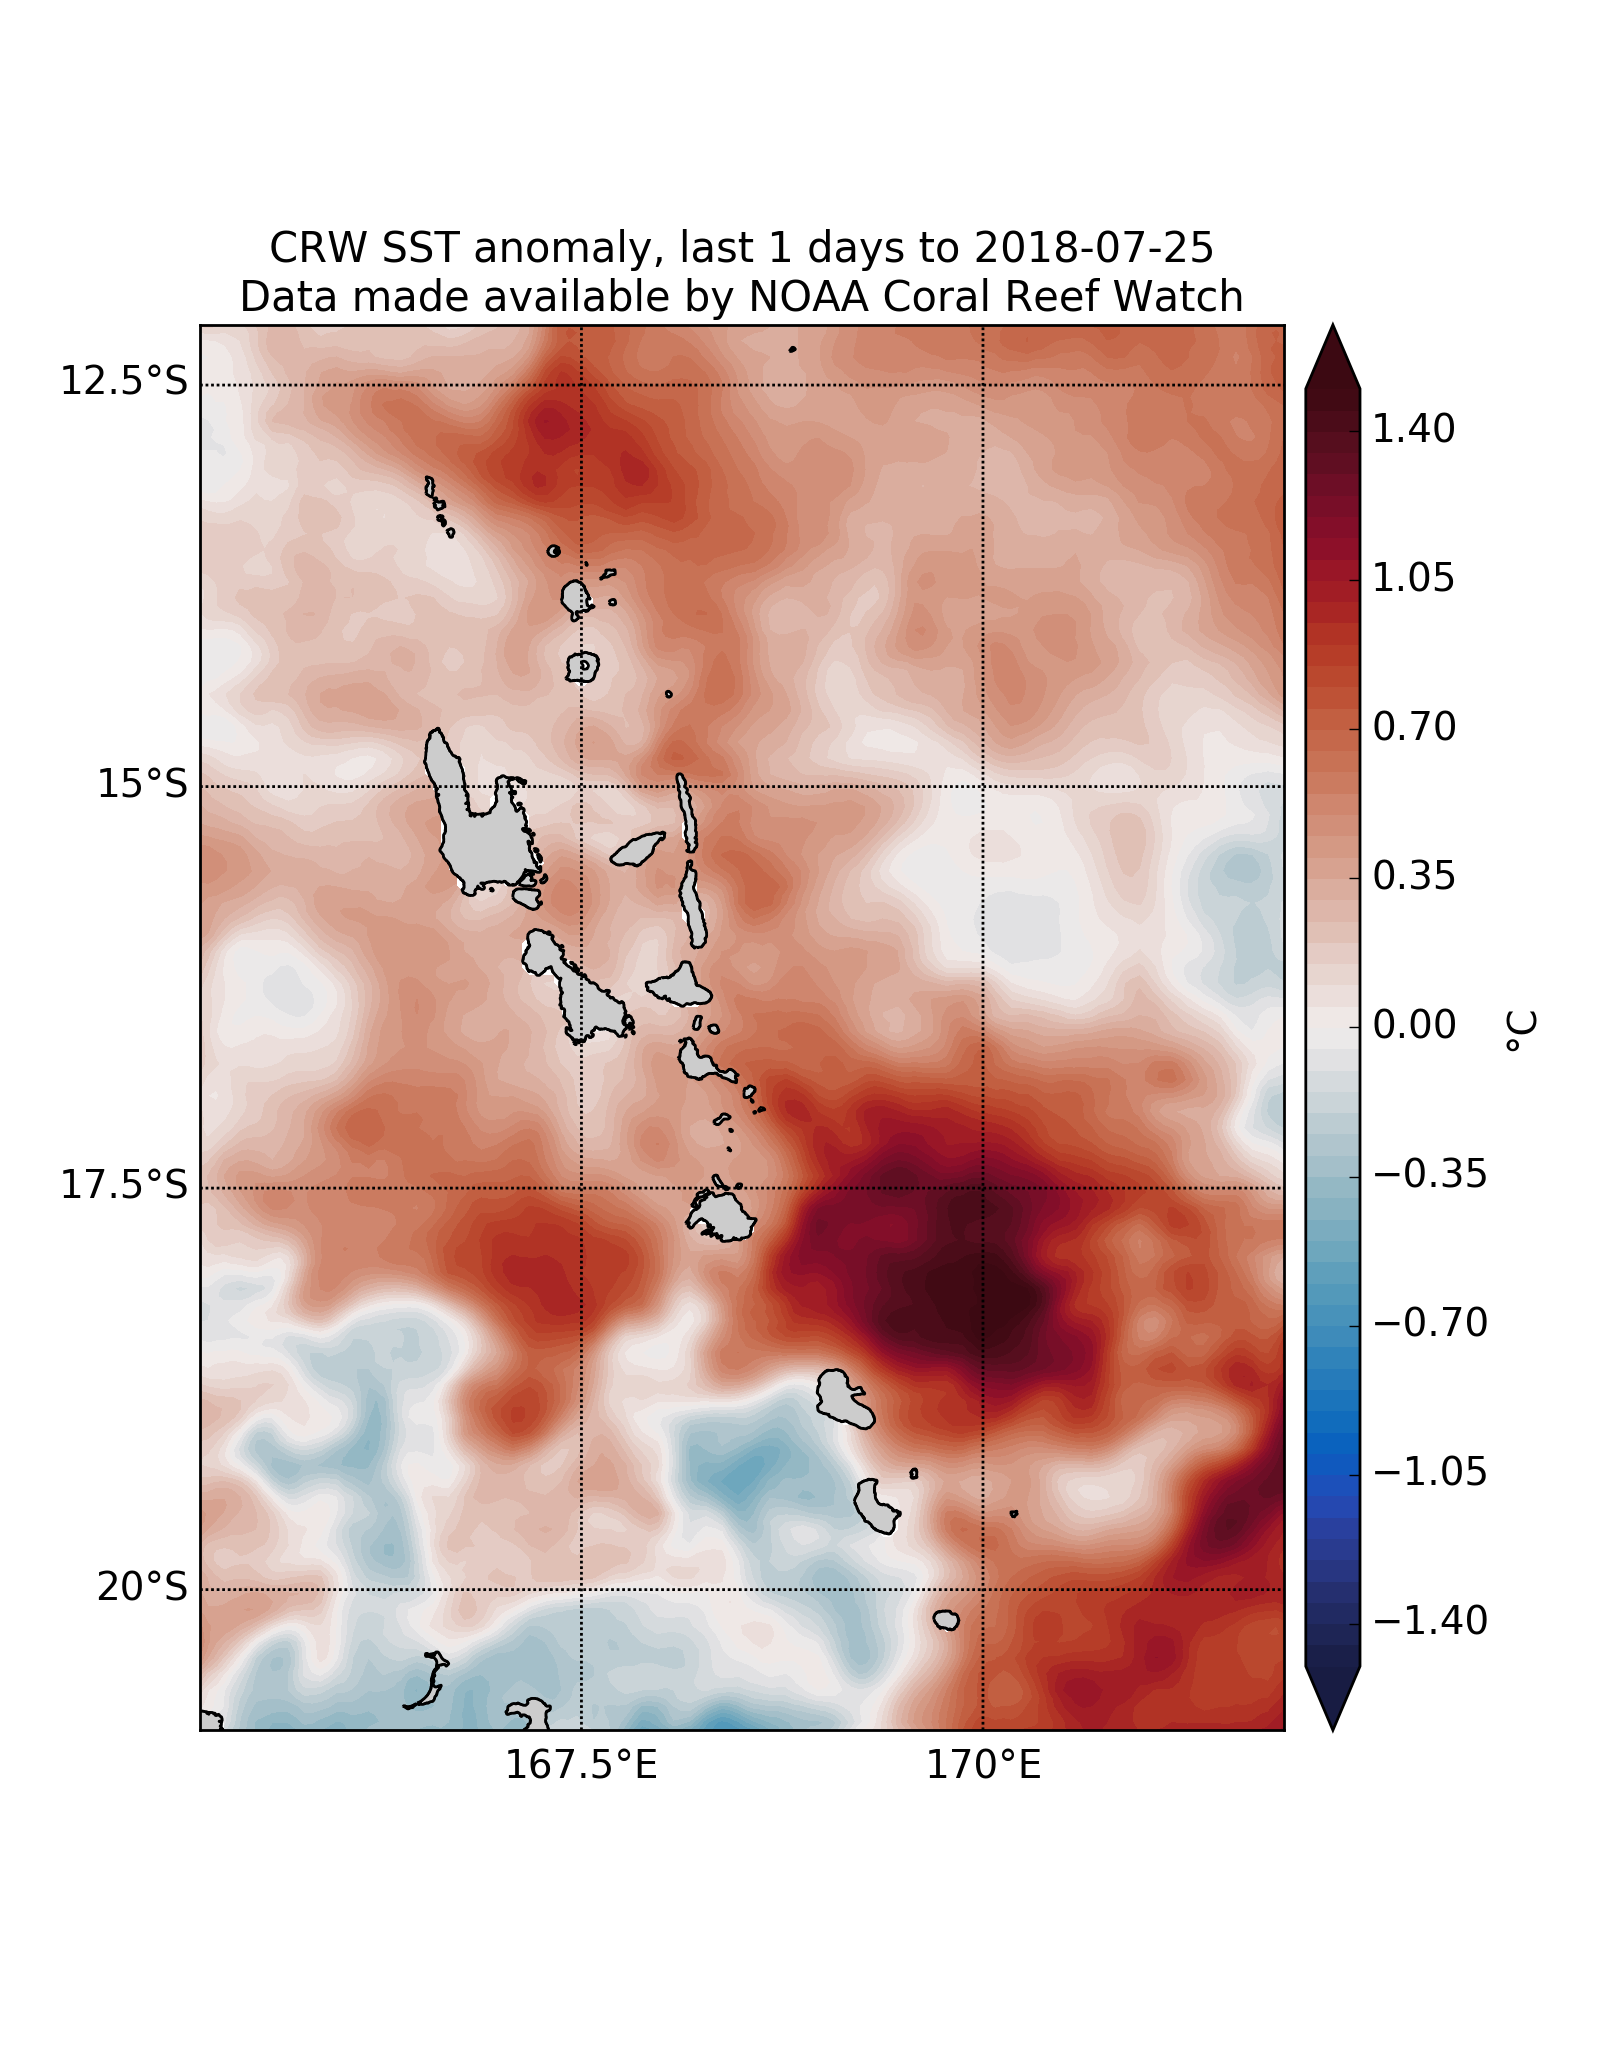 CRW SST anomaly, last 1 days to 2018-07-25
Data made available by NOAA Coral Reef Watch
12.5°S
15°S
17.5°S
20°S
167.5°E
170°E
1.40
1.05
0.70
0.35
0.00
−0.35
−0.70
−1.05
−1.40
°C